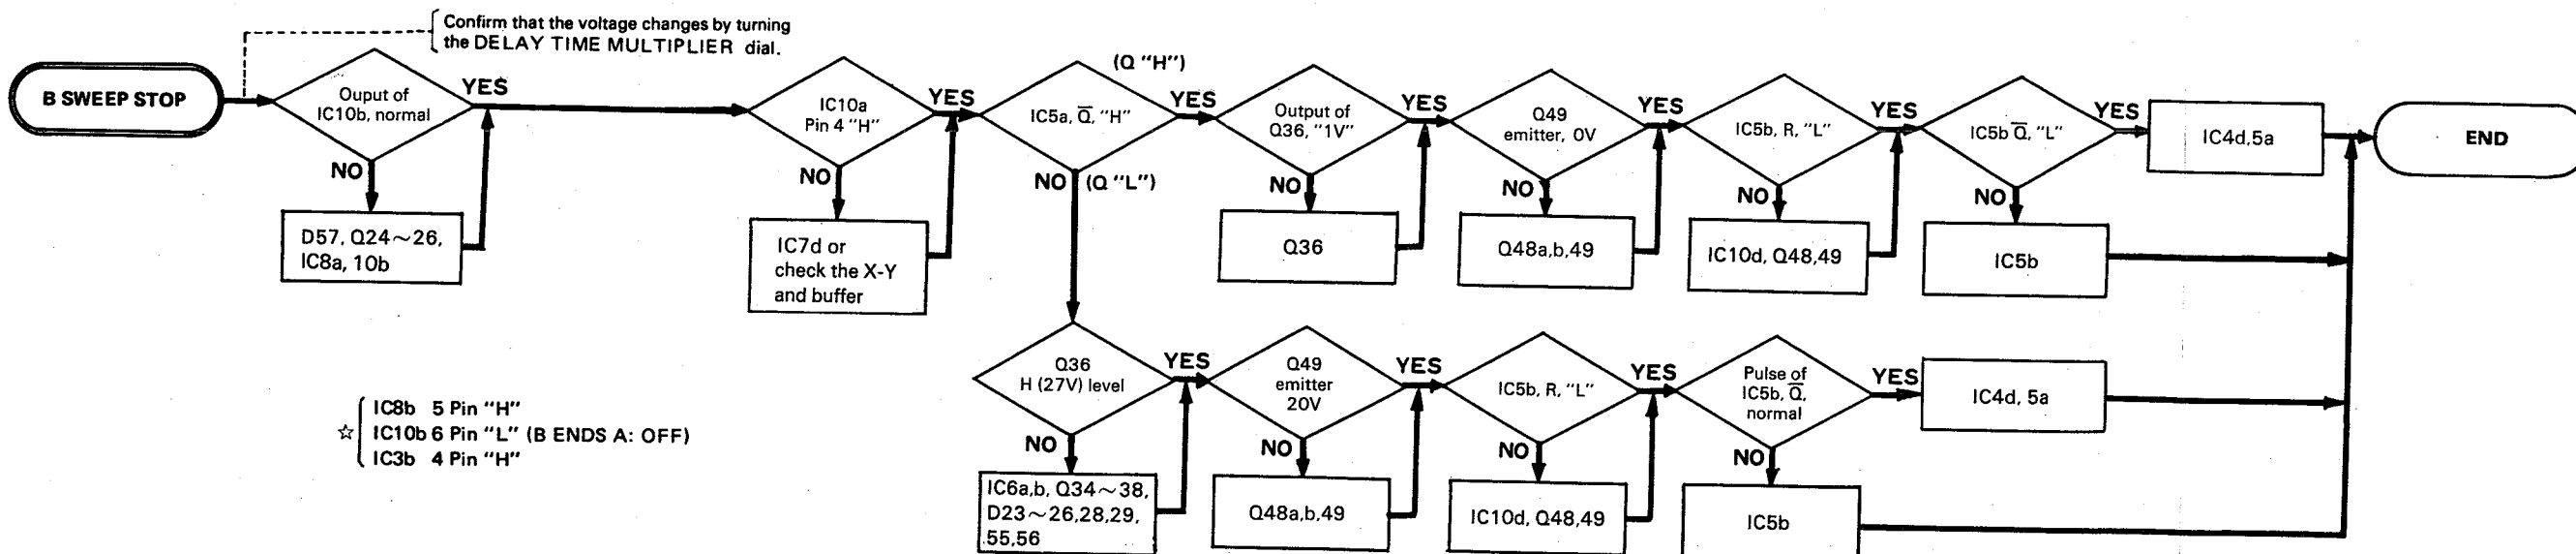 Confirm that the voltage changes by turning
the DELAY TIME MULTIPLIER dial.
B SWEEP STOP
Ouput of
IC10b, normal
YES
NO
D57, Q24～26,
IC8a, 10b
IC10a
Pin 4 “H”
YES
NO
IC7d or
check the X-Y
and buffer
IC5a, Q̅, “H”
(Q “H”)
YES
NO (Q “L”)
Output of
Q36, “1V”
YES
NO
Q36
Q49
emitter, 0V
YES
NO
Q48a,b,49
IC5b, R, “L”
YES
NO
IC10d, Q48,49
IC5b Q̅, “L”
YES
NO
IC5b
IC4d,5a
END
Q36
H (27V) level
YES
NO
IC6a,b, Q34～38,
D23～26,28,29,
55,56
Q49
emitter
20V
YES
NO
Q48a,b,49
IC5b, R, “L”
YES
NO
IC10d, Q48,49
Pulse of
IC5b, Q̅,
normal
YES
NO
IC5b
IC4d, 5a
☆
IC8b 5 Pin “H”
IC10b 6 Pin “L” (B ENDS A: OFF)
IC3b 4 Pin “H”